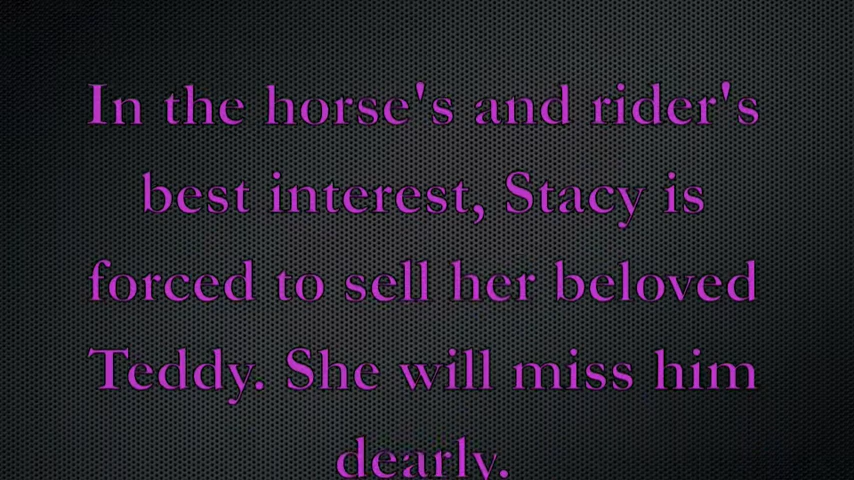 In the horse's and rider's
best interest, Stacy is
forced to sell her beloved
Teddy. She will miss him
dearly.